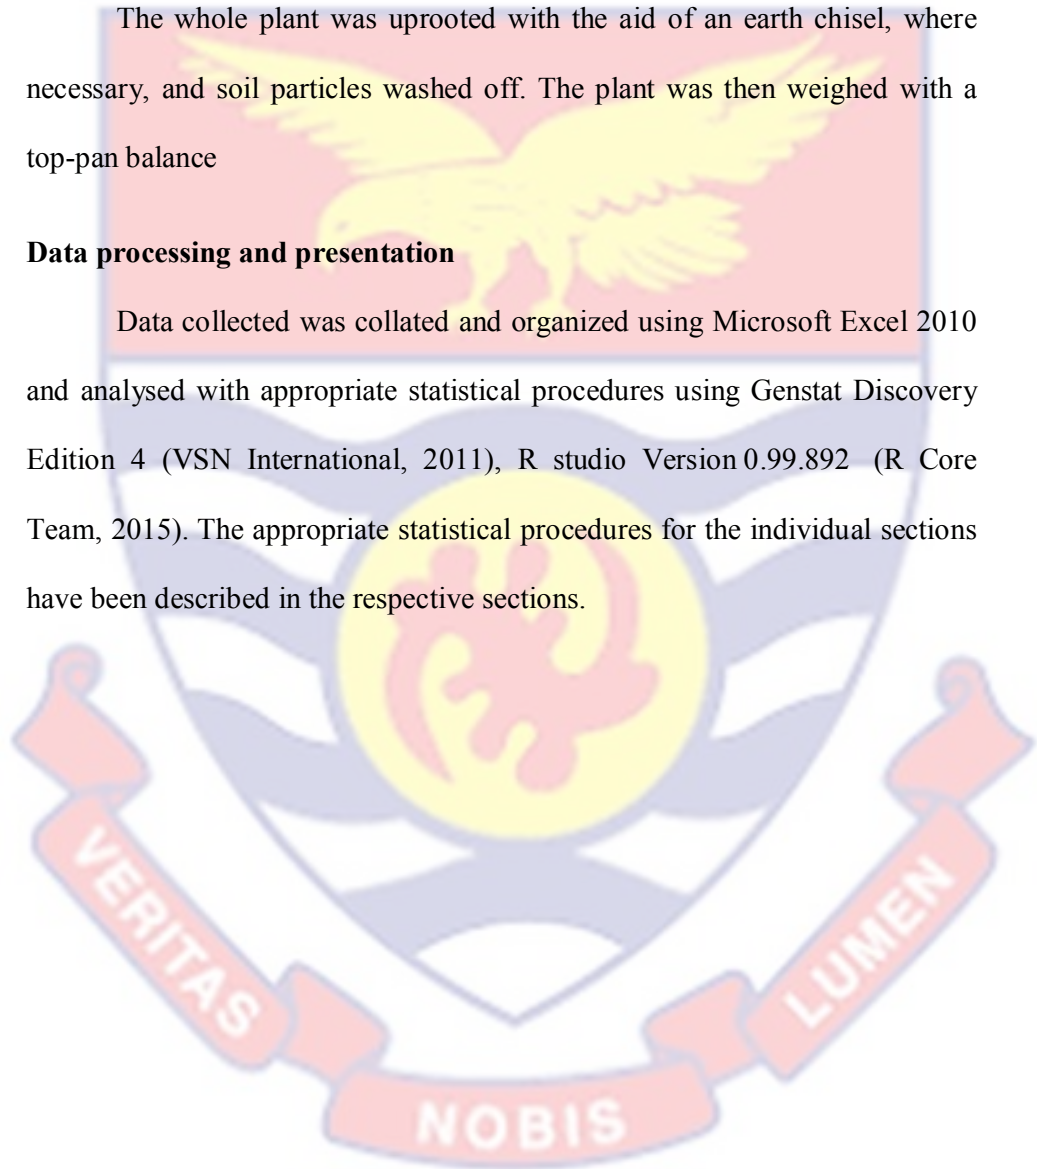 The whole plant was uprooted with the aid of an earth chisel, where
necessary, and soil particles washed off. The plant was then weighed with a
top-pan balance
Data processing and presentation
Data collected was collated and organized using Microsoft Excel 2010
and analysed with appropriate statistical procedures using Genstat Discovery
Edition 4 (VSN International, 2011), R studio Version 0.99.892 (R Core
Team, 2015). The appropriate statistical procedures for the individual sections
have been described in the respective sections.
VERITAS
NOBIS
LUMEN